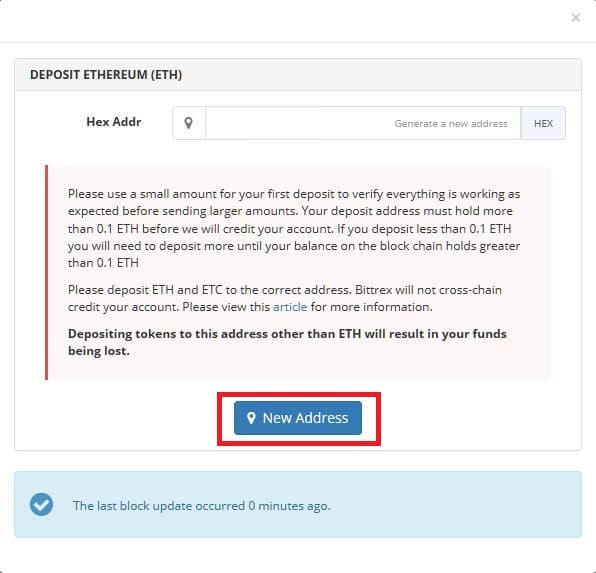 ×
DEPOSIT ETHEREUM (ETH)
Hex Addr
Generate a new address
HEX
Please use a small amount for your first deposit to verify everything is working as
expected before sending larger amounts. Your deposit address must hold more
than 0.1 ETH before we will credit your account. If you deposit less than 0.1 ETH
you will need to deposit more until your balance on the block chain holds greater
than 0.1 ETH
Please deposit ETH and ETC to the correct address. Bittrex will not cross-chain
credit your account. Please view this article for more information.
Depositing tokens to this address other than ETH will result in your funds
being lost.
New Address
The last block update occurred 0 minutes ago.